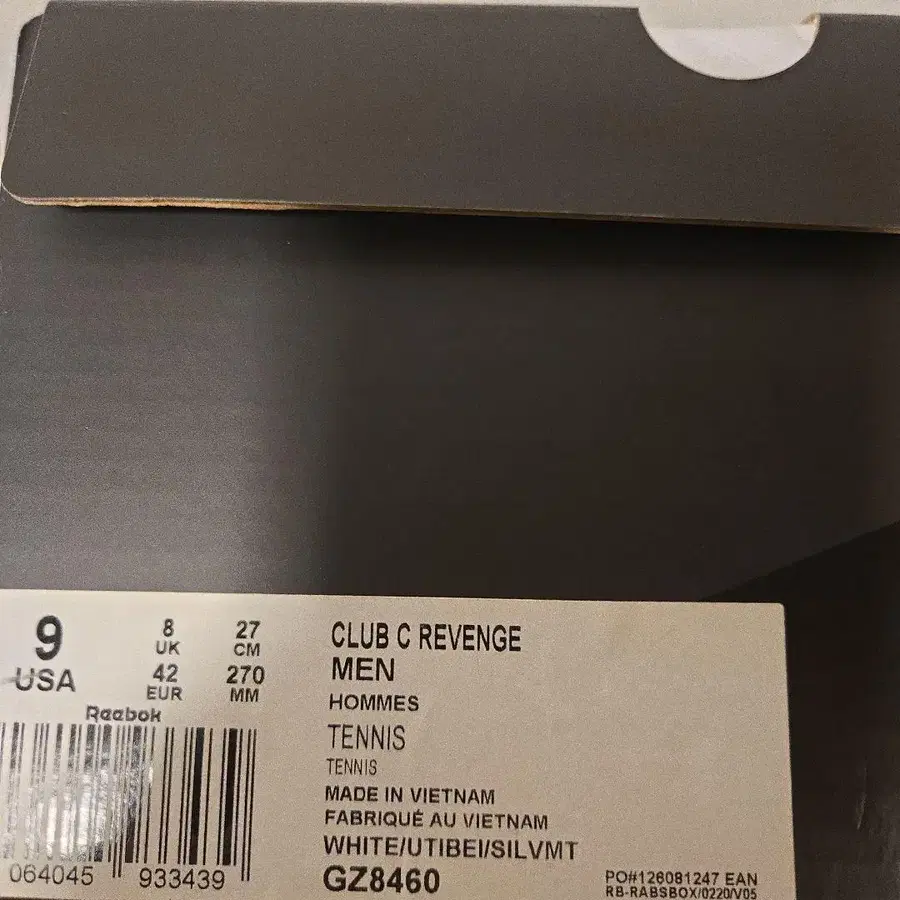 9
USA
8
UK
42
EUR
27
CM
270
MM
Reebok
064045 933439
CLUB C REVENGE
MEN
HOMMES
TENNIS
TENNIS
MADE IN VIETNAM
FABRIQUÉ AU VIETNAM
WHITE/UTIBEI/SILVMT
GZ8460
PO#126081247 EAN
RB-RABSBOX/0220/V05